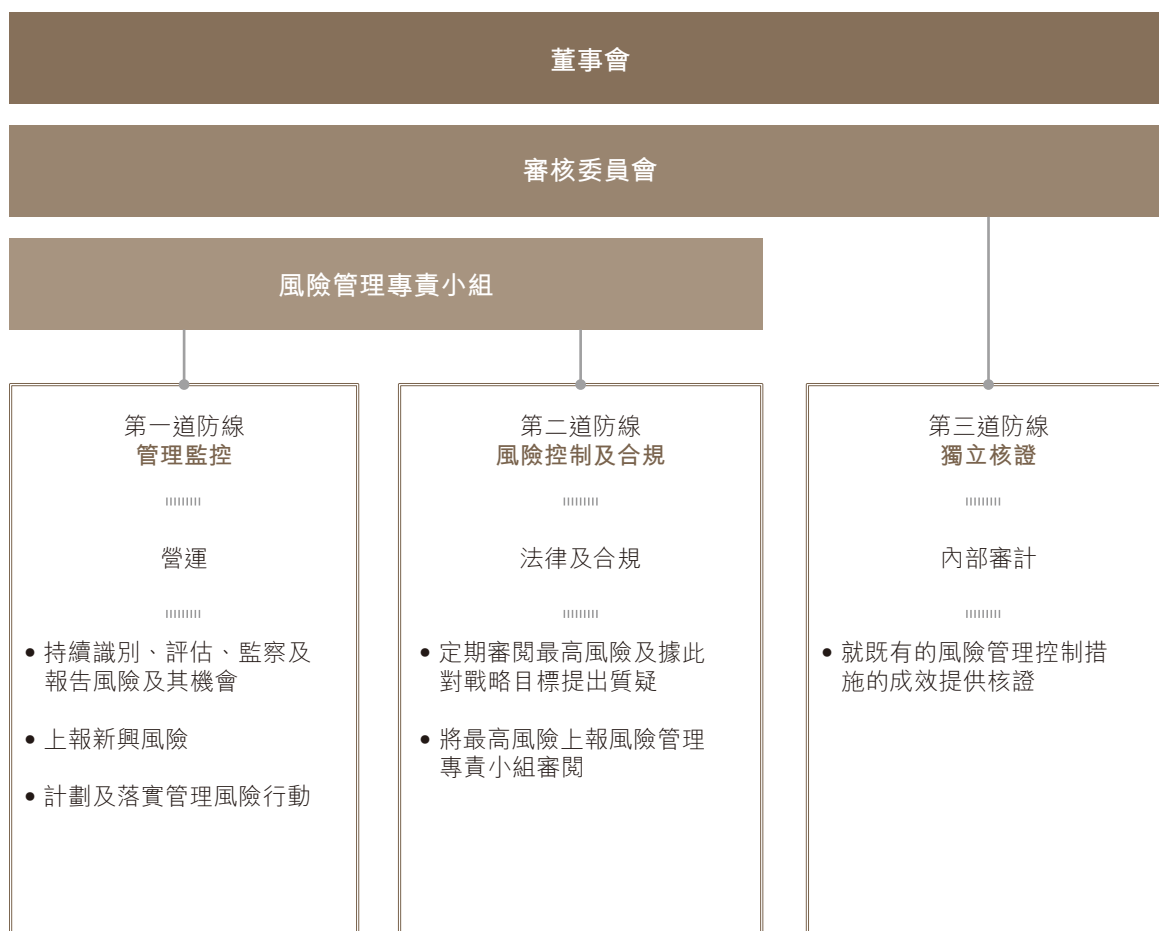 董事會
審核委員會
風險管理專責小組
第一道防線
管理監控
營運
• 持續識別、評估、監察及
報告風險及其機會
• 上報新興風險
• 計劃及落實管理風險行動
第二道防線
風險控制及合規
法律及合規
• 定期審閲最高風險及據此
對戰略目標提出質疑
• 將最高風險上報風險管理
專責小組審閲
第三道防線
獨立核證
內部審計
• 就既有的風險管理控制措
施的成效提供核證